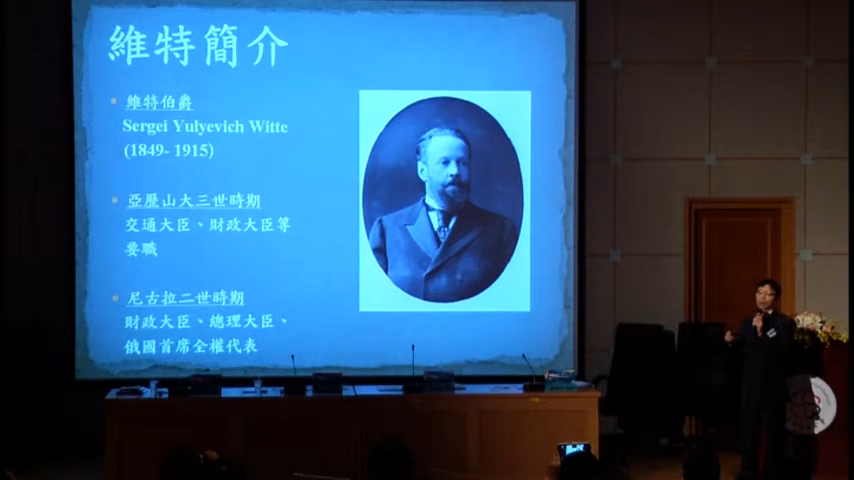 維特簡介
維特伯爵
Sergei Yulyevich Witte
(1849- 1915)
亞歷山大三世時期
交通大臣、財政大臣等
要職
尼古拉二世時期
財政大臣、總理大臣、
俄國首席全權代表